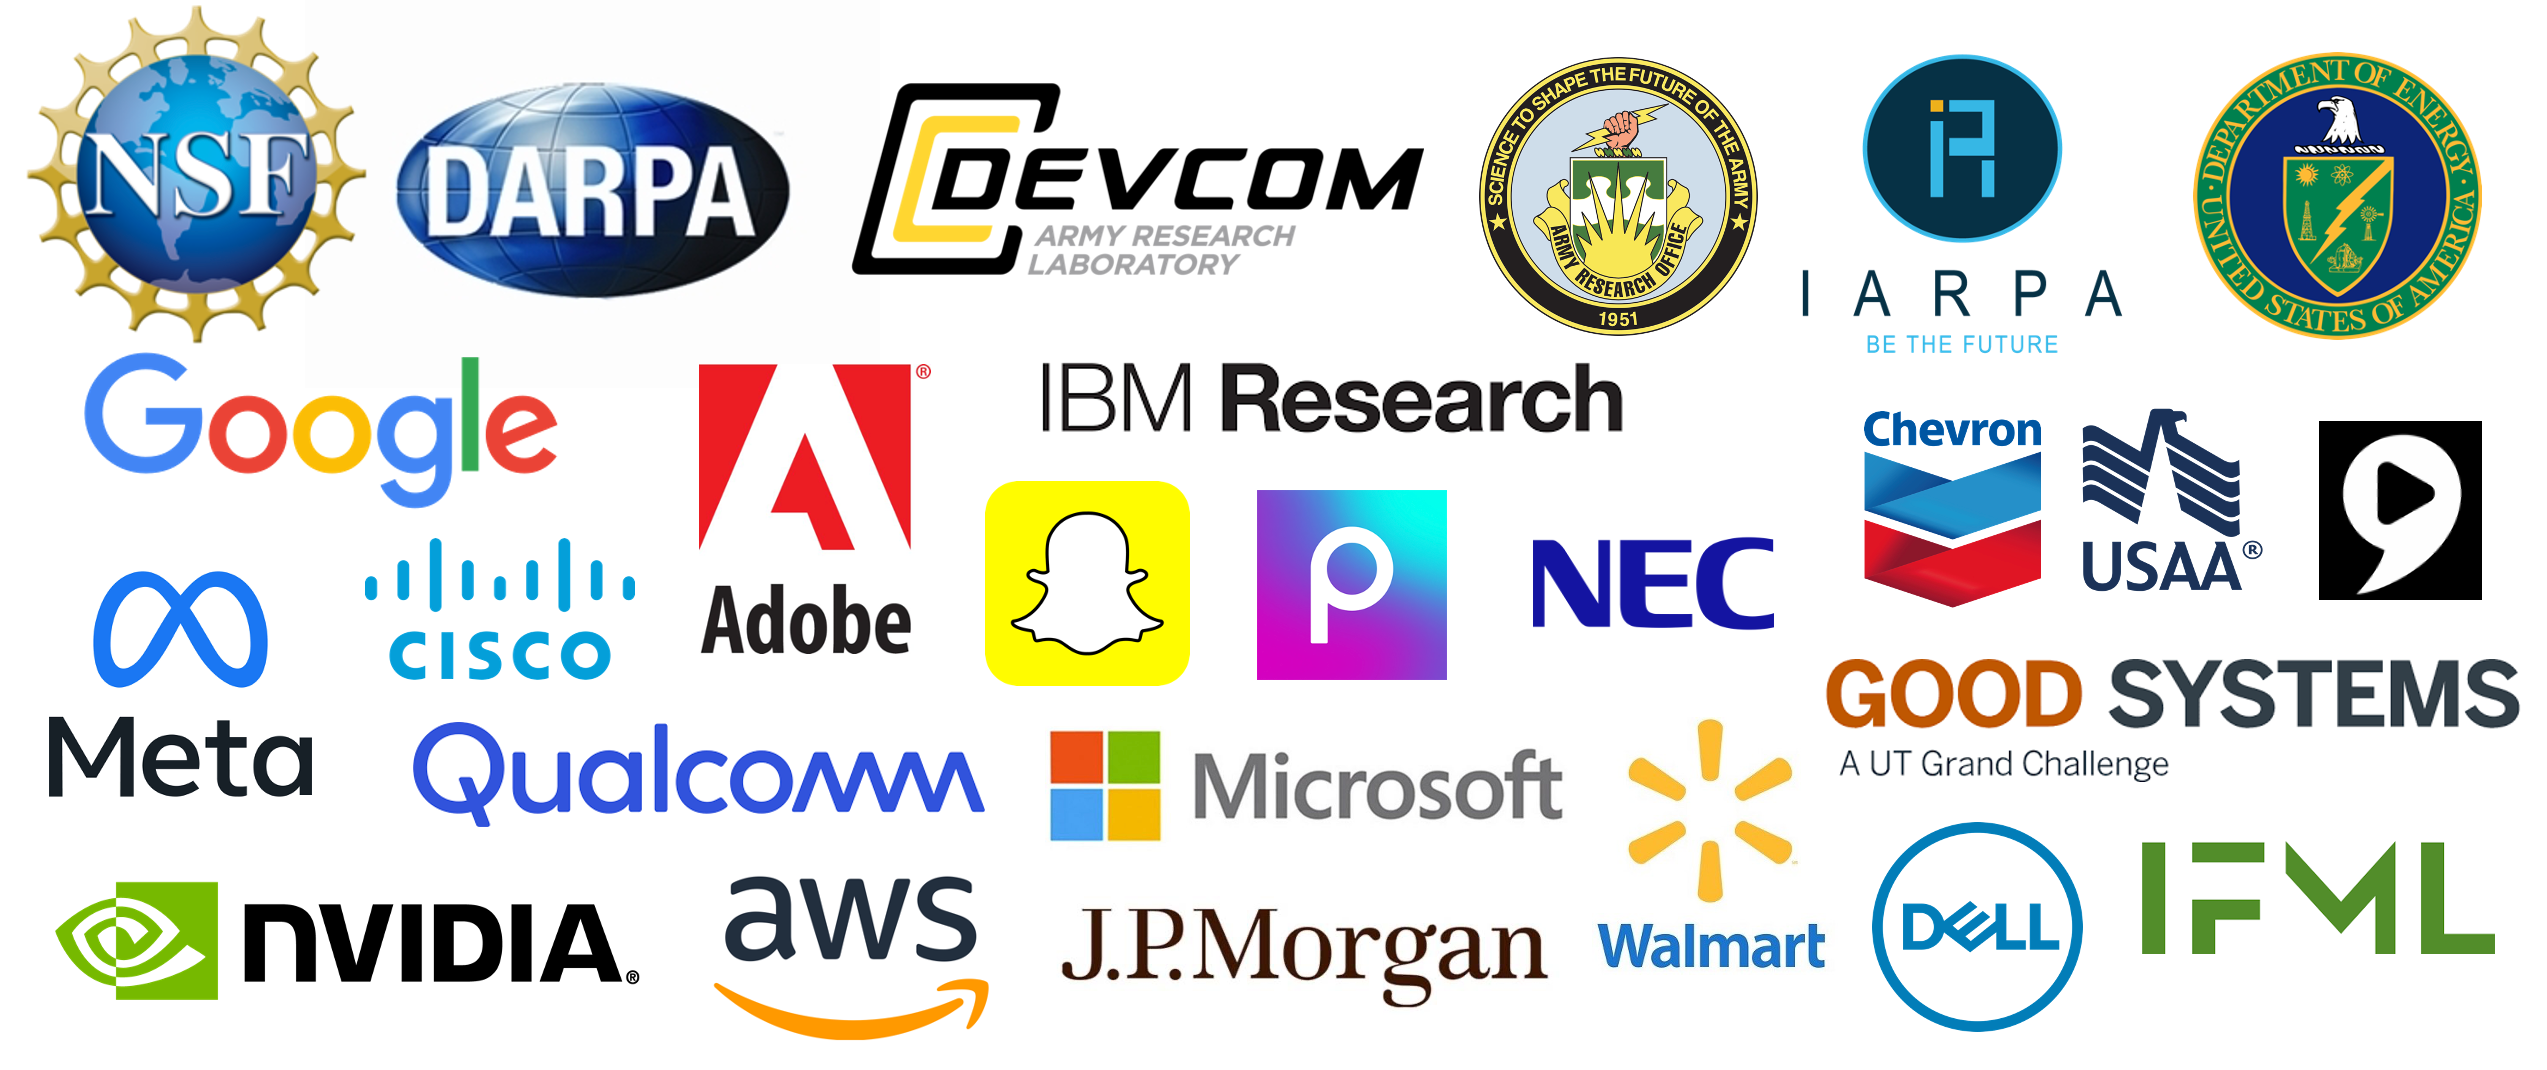 NSF
DARPA
DEVCOM
ARMY RESEARCH
LABORATORY
SCIENCE TO SHAPE THE FUTURE OF THE ARMY
ARMY RESEARCH OFFICE
1951
IARPA
BE THE FUTURE
DEPARTMENT OF ENERGY
UNITED STATES OF AMERICA
Google
Adobe
®
IBM Research
Chevron
USAA®
Meta
CISCO
NEC
GOOD SYSTEMS
A UT Grand Challenge
Qualcomm
Microsoft
Walmart
NVIDIA®
aws
J.P.Morgan
DELL
IFML